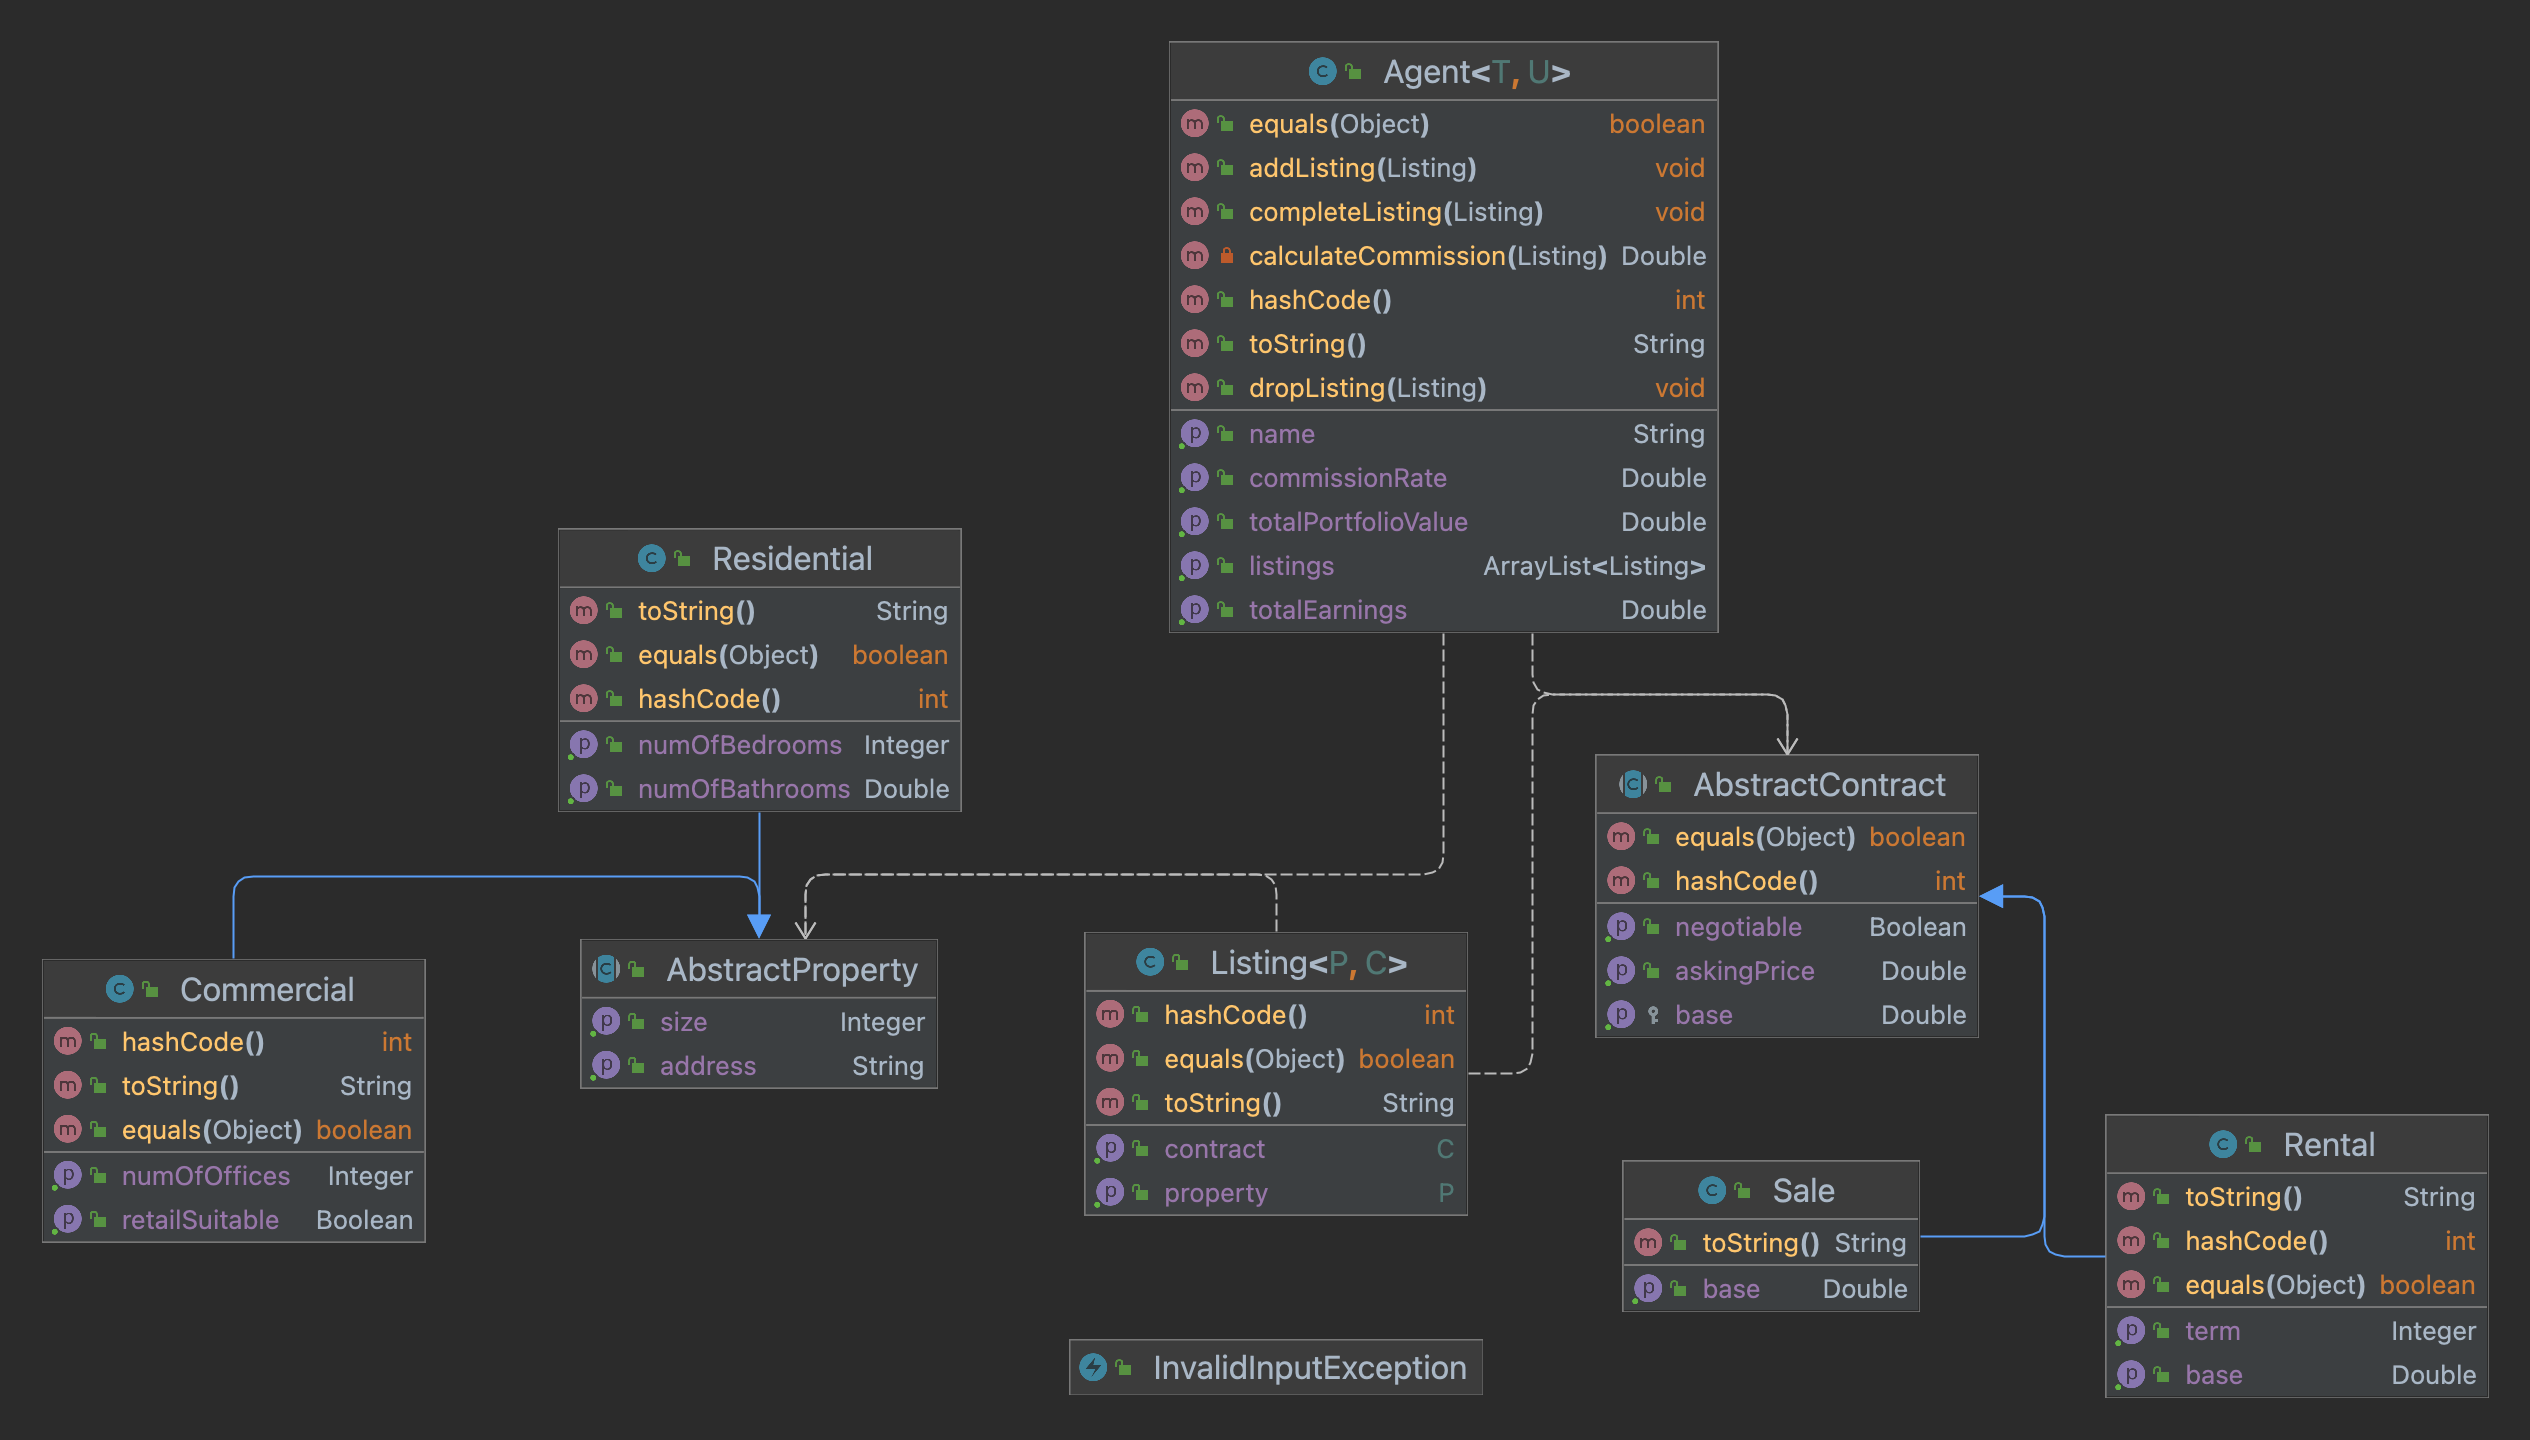 Agent<T, U>
equals(Object) boolean
addListing(Listing) void
completeListing(Listing) void
calculateCommission(Listing) Double
hashCode() int
toString() String
dropListing(Listing) void
name String
commissionRate Double
totalPortfolioValue Double
listings ArrayList<Listing>
totalEarnings Double
Residential
toString() String
equals(Object) boolean
hashCode() int
numOfBedrooms Integer
numOfBathrooms Double
AbstractContract
equals(Object) boolean
hashCode() int
negotiable Boolean
askingPrice Double
base Double
Commercial
hashCode() int
toString() String
equals(Object) boolean
numOfOffices Integer
retailSuitable Boolean
AbstractProperty
size Integer
address String
Listing<P, C>
hashCode() int
equals(Object) boolean
toString() String
contract C
property P
Sale
toString() String
base Double
Rental
toString() String
hashCode() int
equals(Object) boolean
term Integer
base Double
InvalidInputException